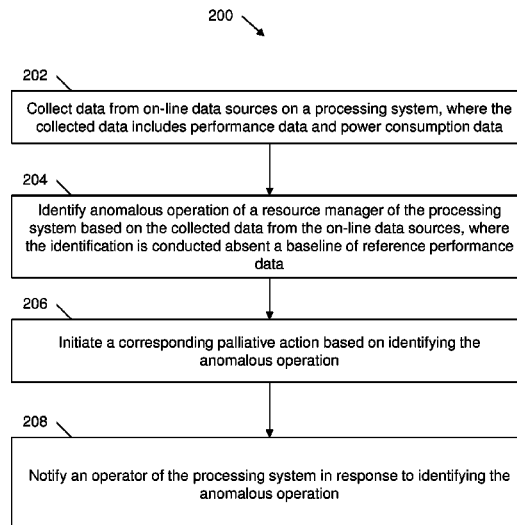 200
202
Collect data from on-line data sources on a processing system, where the
collected data includes performance data and power consumption data
204
Identify anomalous operation of a resource manager of the processing
system based on the collected data from the on-line data sources, where
the identification is conducted absent a baseline of reference performance
data
206
Initiate a corresponding palliative action based on identifying the
anomalous operation
208
Notify an operator of the processing system in response to identifying the
anomalous operation